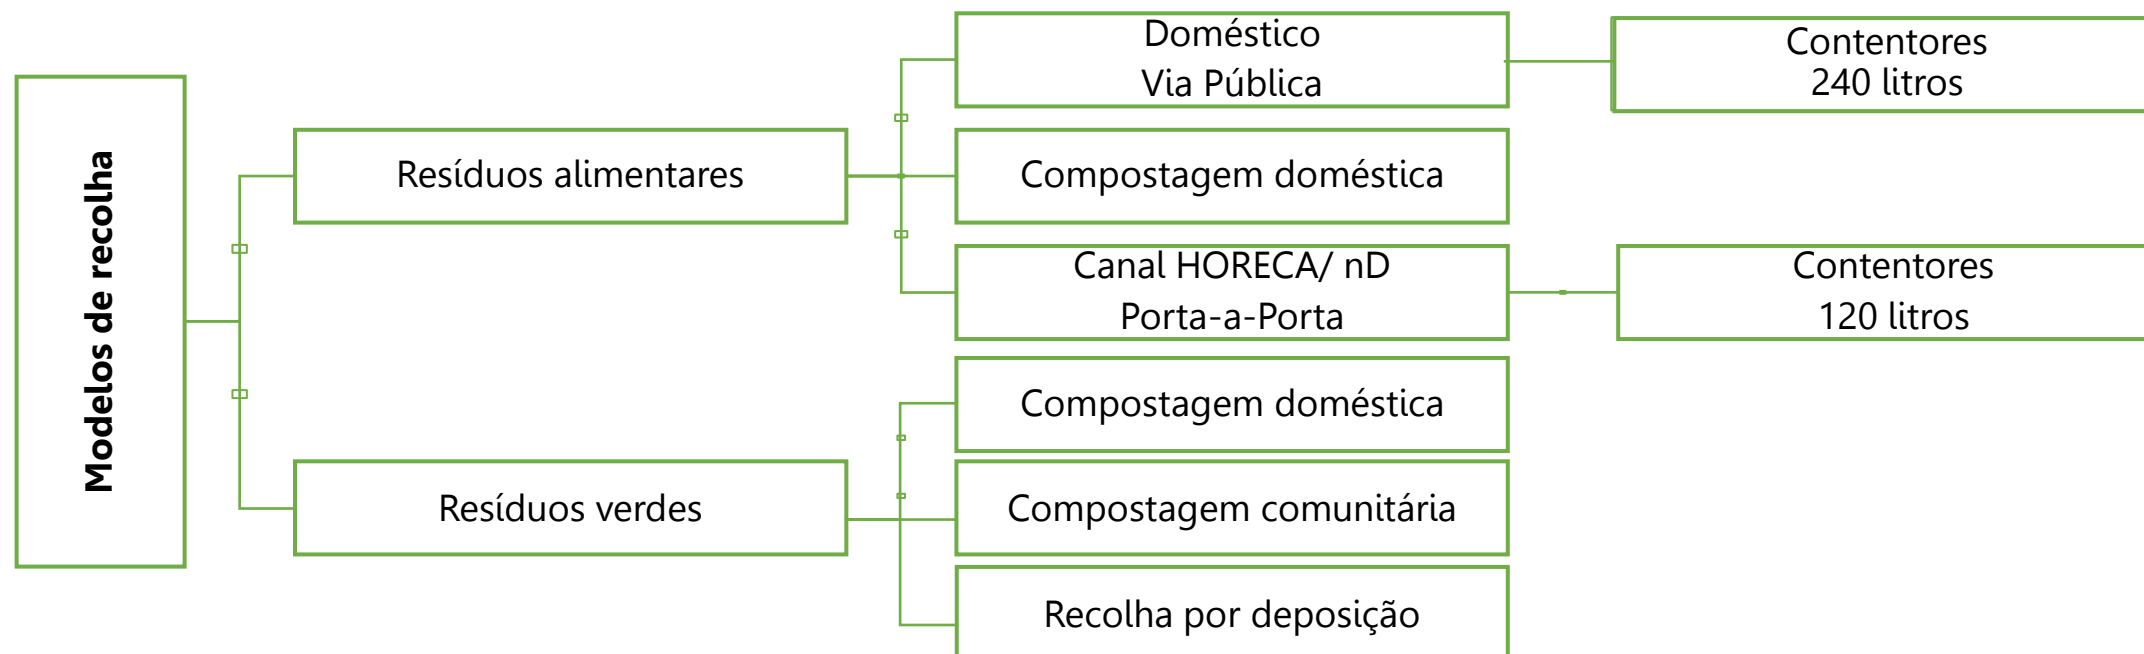 Modelos de recolha
Resíduos alimentares
Doméstico
Via Pública
Contentores
240 litros
Compostagem doméstica
Canal HORECA/ nD
Porta-a-Porta
Contentores
120 litros
Resíduos verdes
Compostagem doméstica
Compostagem comunitária
Recolha por deposição